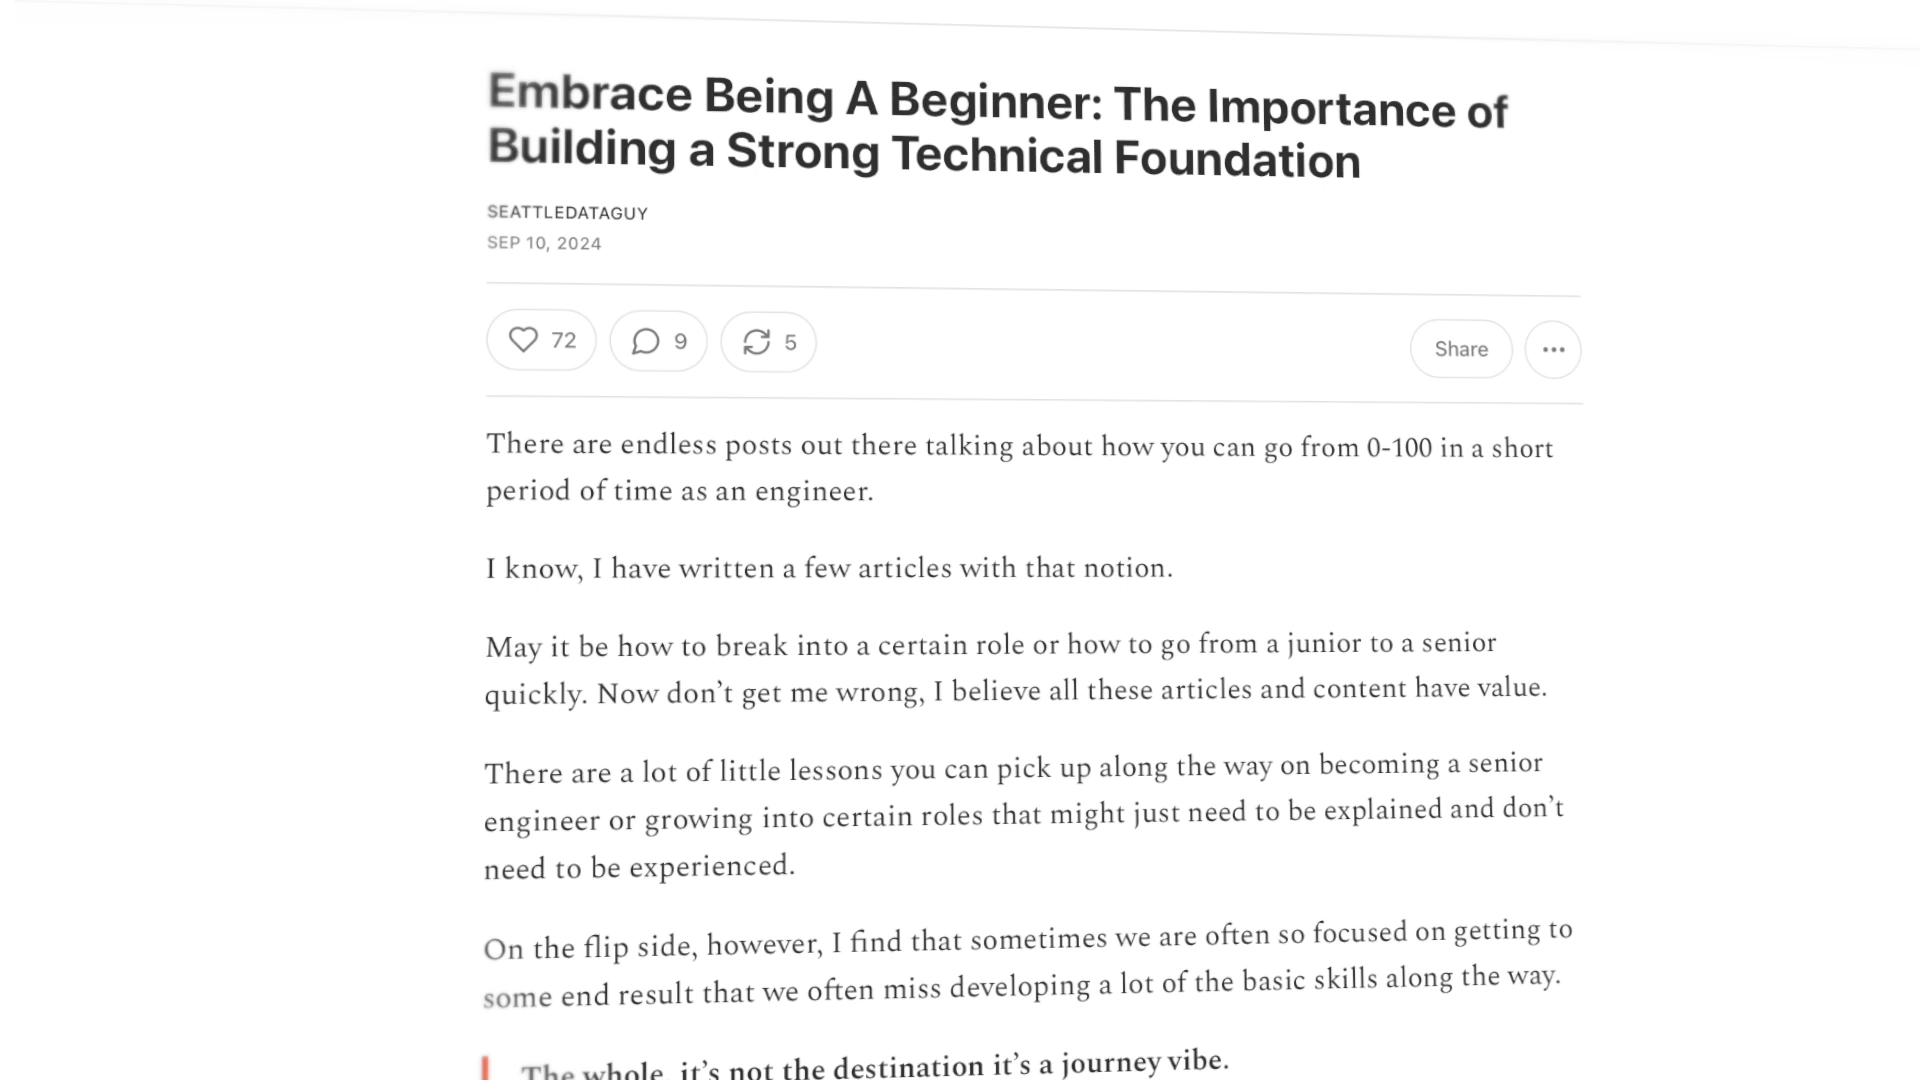 Embrace Being A Beginner: The Importance of
Building a Strong Technical Foundation
SEATTLEDATAGUY
SEP 10, 2024
72
9
5
Share
There are endless posts out there talking about how you can go from 0-100 in a short
period of time as an engineer.
I know, I have written a few articles with that notion.
May it be how to break into a certain role or how to go from a junior to a senior
quickly. Now don’t get me wrong, I believe all these articles and content have value.
There are a lot of little lessons you can pick up along the way on becoming a senior
engineer or growing into certain roles that might just need to be explained and don’t
need to be experienced.
On the flip side, however, I find that sometimes we are often so focused on getting to
some end result that we often miss developing a lot of the basic skills along the way.
The whole, it’s not the destination it’s a journey vibe.